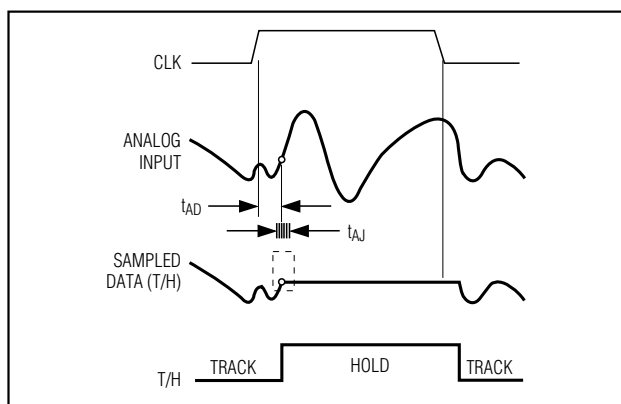 CLK
ANALOG
INPUT
tAD
tAJ
SAMPLED
DATA (T/H)
T/H
TRACK
HOLD
TRACK